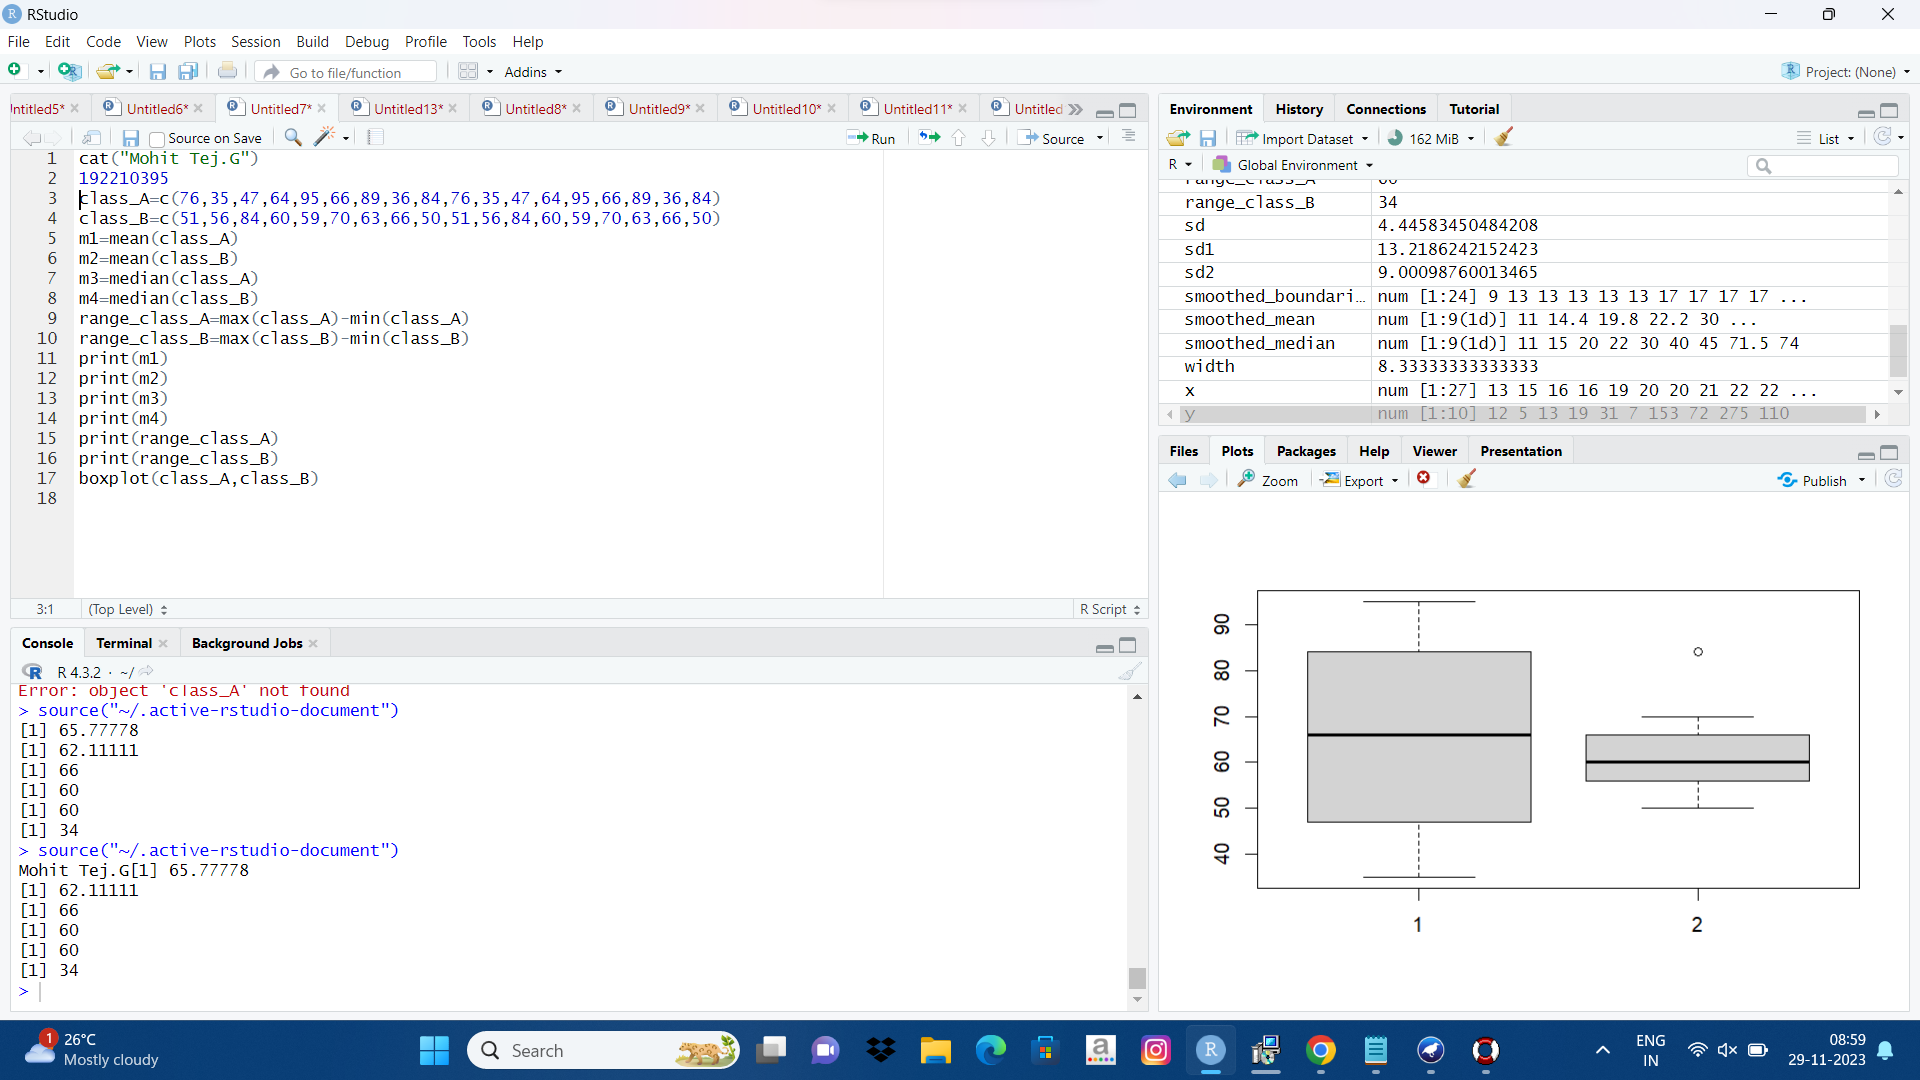 RStudio
File Edit Code View Plots Session Build Debug Profile Tools Help
Go to file/function Addins Project: (None)
Untitled5* Untitled6* Untitled7* Untitled13* Untitled8* Untitled9* Untitled10* Untitled11* Untitled
Source on Save Run Source
1 cat("Mohit Tej.G")
2 192210395
3 class_A=c(76,35,47,64,95,66,89,36,84,76,35,47,64,95,66,89,36,84)
4 class_B=c(51,56,84,60,59,70,63,66,50,51,56,84,60,59,70,63,66,50)
5 m1=mean(class_A)
6 m2=mean(class_B)
7 m3=median(class_A)
8 m4=median(class_B)
9 range_class_A=max(class_A)-min(class_A)
10 range_class_B=max(class_B)-min(class_B)
11 print(m1)
12 print(m2)
13 print(m3)
14 print(m4)
15 print(range_class_A)
16 print(range_class_B)
17 boxplot(class_A,class_B)
18
3:1 (Top Level) R Script
Console Terminal Background Jobs
R 4.3.2 · ~/
Error: object 'class_A' not found
> source("~/.active-rstudio-document")
[1] 65.77778
[1] 62.11111
[1] 66
[1] 60
[1] 60
[1] 34
> source("~/.active-rstudio-document")
Mohit Tej.G[1] 65.77778
[1] 62.11111
[1] 66
[1] 60
[1] 60
[1] 34
>
Environment History Connections Tutorial
Import Dataset 162 MiB List
R Global Environment
range_class_A 60
range_class_B 34
sd 4.44583450484208
sd1 13.2186242152423
sd2 9.00098760013465
smoothed_boundari… num [1:24] 9 13 13 13 13 13 17 17 17 17 ...
smoothed_mean num [1:9(1d)] 11 14.4 19.8 22.2 30 ...
smoothed_median num [1:9(1d)] 11 15 20 22 30 40 45 71.5 74
width 8.33333333333333
x num [1:27] 13 15 16 16 19 20 20 21 22 22 ...
y num [1:10] 12 5 13 19 31 7 153 72 275 110
Files Plots Packages Help Viewer Presentation
Zoom Export Publish
90
80
70
60
50
40
1 2
1 26°C
Mostly cloudy
Search
a
R
ENG
IN
08:59
29-11-2023